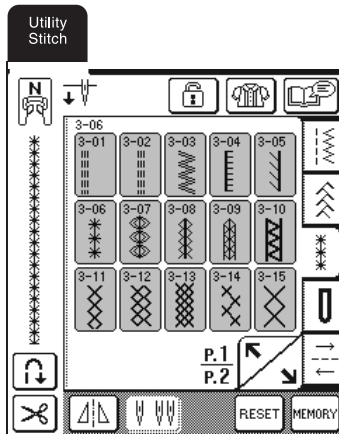 Utility
Stitch
N
3-06
3-01 3-02 3-03 3-04 3-05
3-06 3-07 3-08 3-09 3-10
3-11 3-12 3-13 3-14 3-15
P.1
P.2
RESET MEMORY